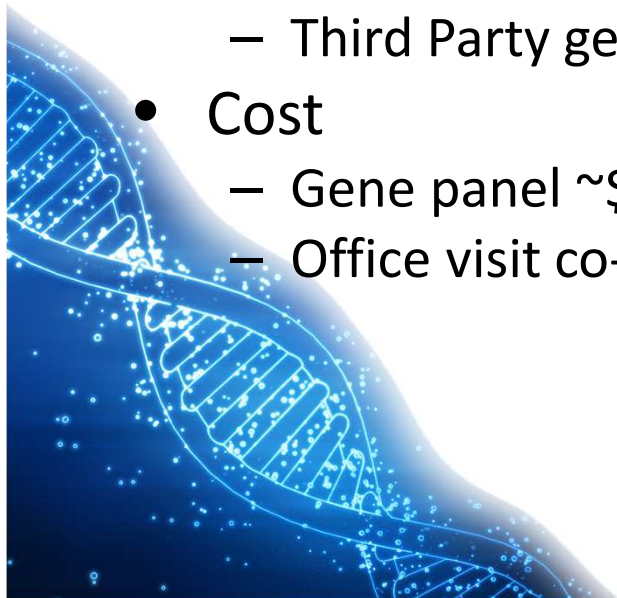 – Third Party ge
• Cost
– Gene panel ~$
– Office visit co-